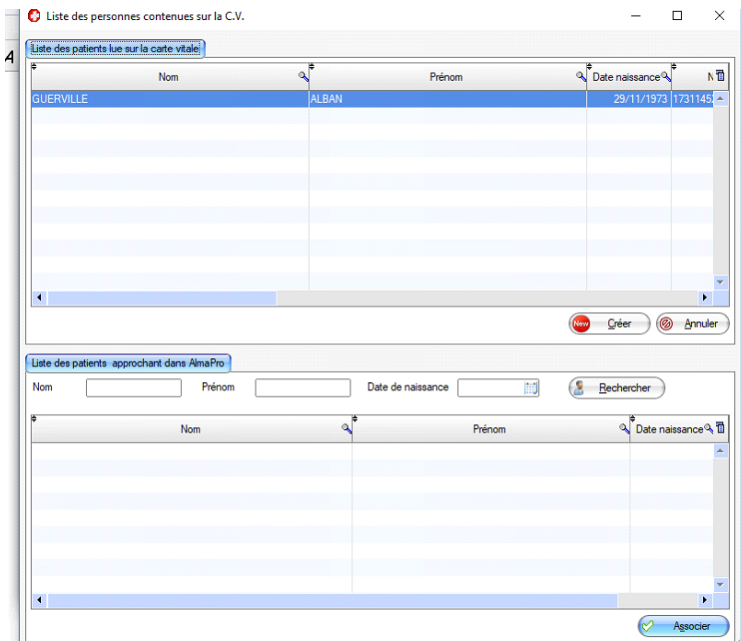 Liste des personnes contenues sur la C.V.
Liste des patients lue sur la carte vitale
A
Nom Prénom Date naissance N
GUERVILLE ALBAN 29/11/1973 1731145
New Créer Annuler
Liste des patients approchant dans AlmaPro
Nom Prénom Date de naissance Rechercher
Nom Prénom Date naissance
Associer